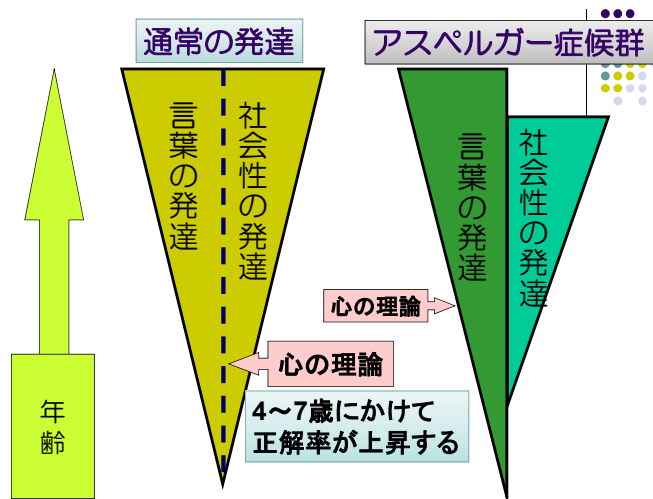 通常の発達
アスペルガー症候群
言葉の発達
社会性の発達
言葉の発達
社会性の発達
心の理論
心の理論
4～7歳にかけて
正解率が上昇する
年齢